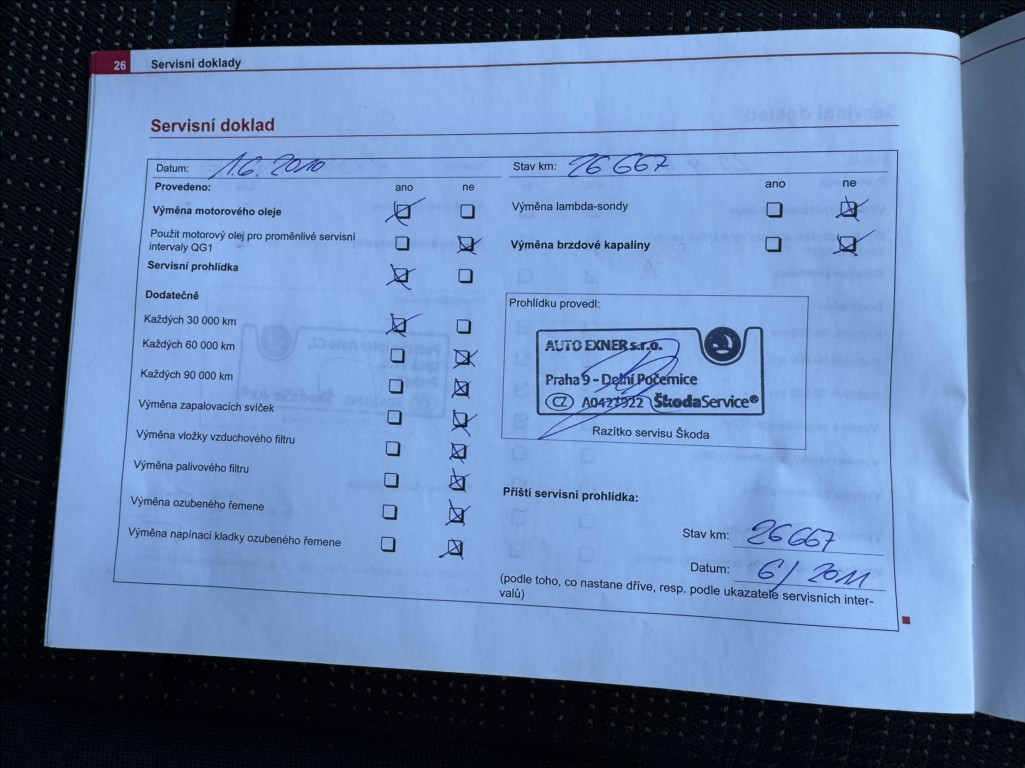 26 Servisní doklady
Servisní doklad
Datum: 1.6.2010 Stav km: 26 667
Provedeno: ano ne ano ne
Výměna motorového oleje
Výměna lambda-sondy
Použit motorový olej pro proměnlivé servisní
intervaly QG1
Výměna brzdové kapaliny
Servisní prohlídka
Dodatečně
Každých 30 000 km
Každých 60 000 km
Každých 90 000 km
Výměna zapalovacích svíček
Výměna vložky vzduchového filtru
Výměna palivového filtru
Výměna ozubeného řemene
Výměna napínací kladky ozubeného řemene
Prohlídku provedl:
AUTO EXNER s.r.o.
Praha 9 - Dolní Počernice
CZ ŠkodaService®
Razítko servisu Škoda
Příští servisní prohlídka:
Stav km: 26 667
Datum: 6/2011
(podle toho, co nastane dříve, resp. podle ukazatele servisních inter-
valů)